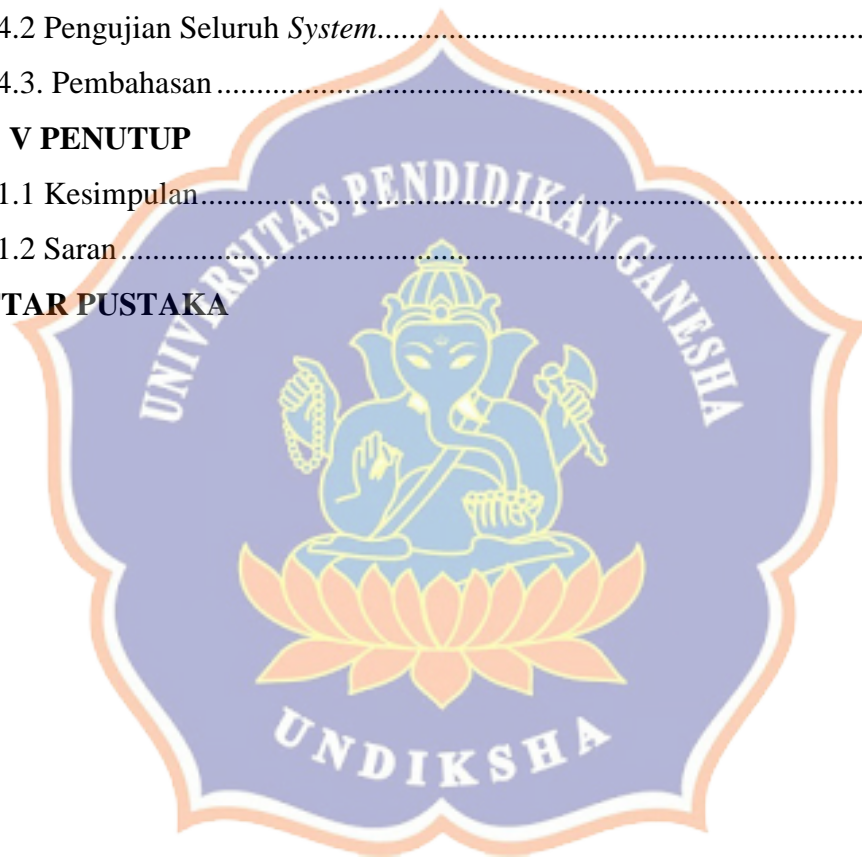 4.2 Pengujian Seluruh System
4.3. Pembahasan
V PENUTUP
1.1 Kesimpulan
1.2 Saran
TAR PUSTAKA
UNIVERSITAS PENDIDIKAN GANESHA
UNDIKSHA